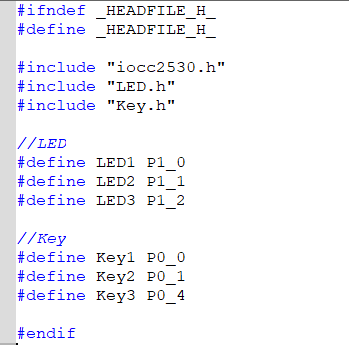 #ifndef _HEADFILE_H_
#define _HEADFILE_H_
#include "iocc2530.h"
#include "LED.h"
#include "Key.h"
//LED
#define LED1 P1_0
#define LED2 P1_1
#define LED3 P1_2
//Key
#define Key1 P0_0
#define Key2 P0_1
#define Key3 P0_4
#endif